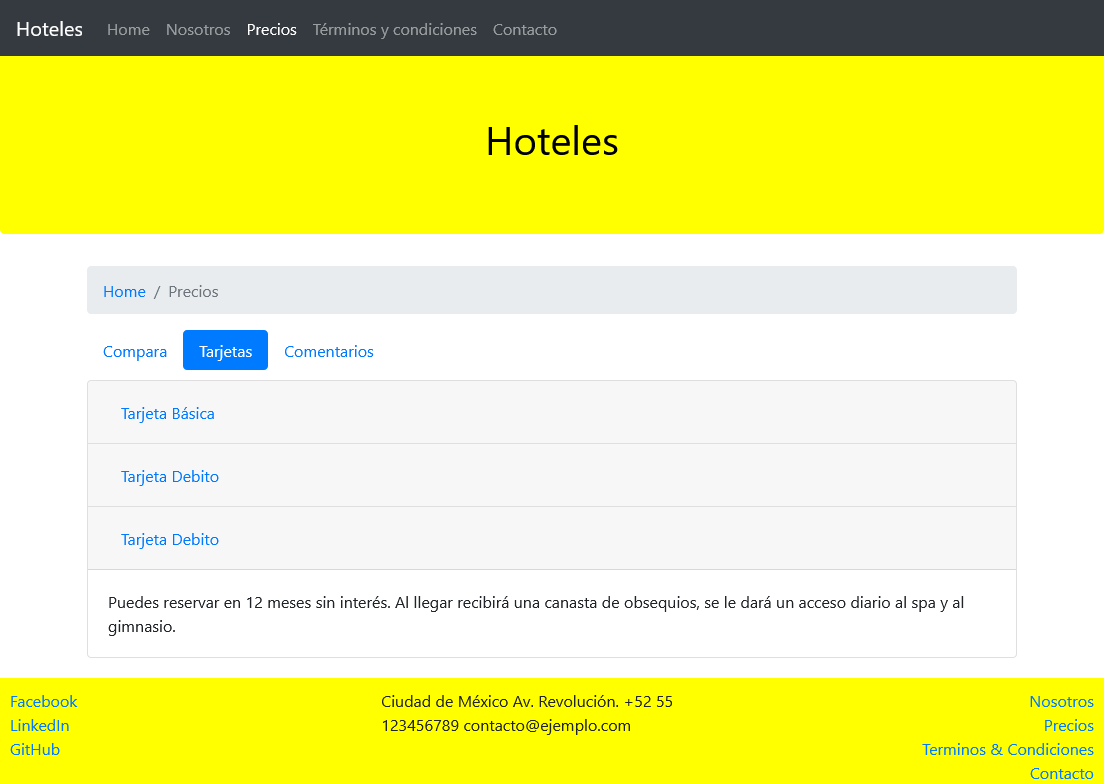 Hoteles Home Nosotros Precios Términos y condiciones Contacto
Hoteles
Home / Precios
Compara Tarjetas Comentarios
Tarjeta Básica
Tarjeta Debito
Tarjeta Debito
Puedes reservar en 12 meses sin interés. Al llegar recibirá una canasta de obsequios, se le dará un acceso diario al spa y al
gimnasio.
Facebook
LinkedIn
GitHub
Ciudad de México Av. Revolución. +52 55
123456789 contacto@ejemplo.com
Nosotros
Precios
Terminos & Condiciones
Contacto